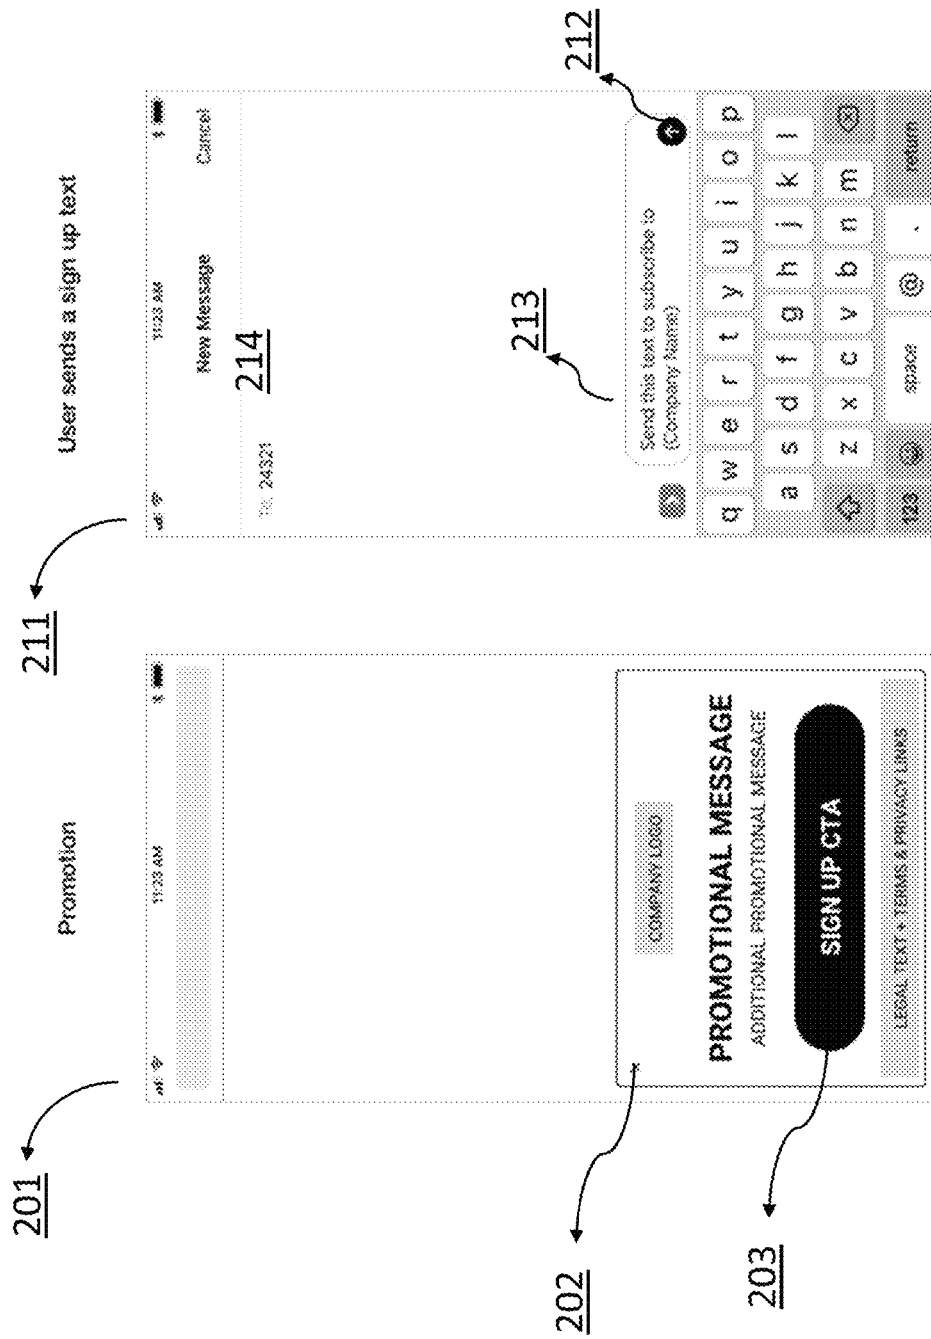 201
Promotion
11:23 AM
202
COMPANY LOGO
PROMOTIONAL MESSAGE
ADDITIONAL PROMOTIONAL MESSAGE
203
SIGN UP CTA
LEGAL TEXT + TERMS & PRIVACY LINKS
211
User sends a sign up text
11:23 AM
New Message
Cancel
214
To: 24321
213
212
Send this text to subscribe to
{Company Name}
q w e r t y u i o p
a s d f g h j k l
z x c v b n m
123 space @ . return